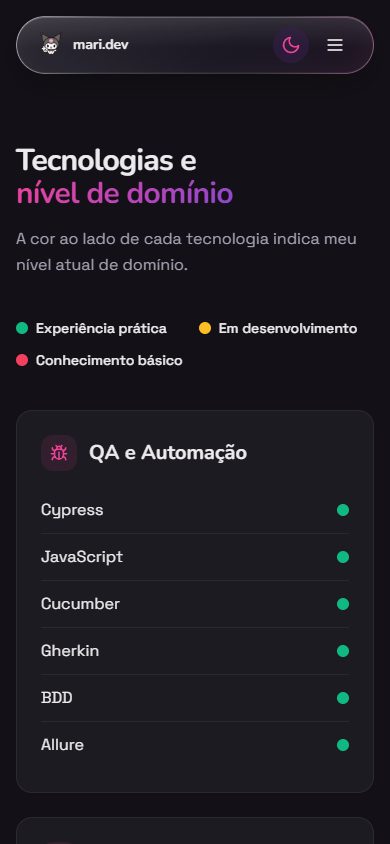 mari.dev
Tecnologias e
nível de domínio
A cor ao lado de cada tecnologia indica meu
nível atual de domínio.
Experiência prática
Em desenvolvimento
Conhecimento básico
QA e Automação
Cypress
JavaScript
Cucumber
Gherkin
BDD
Allure